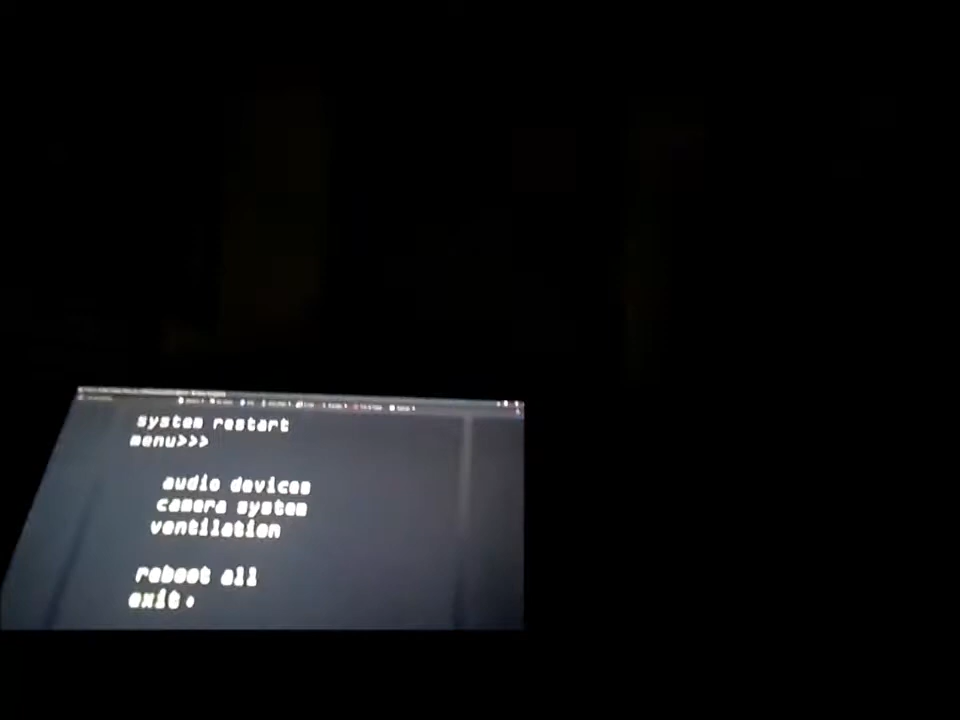 system restart
menu>>>
audio devices
camera system
ventilation
reboot all
exit